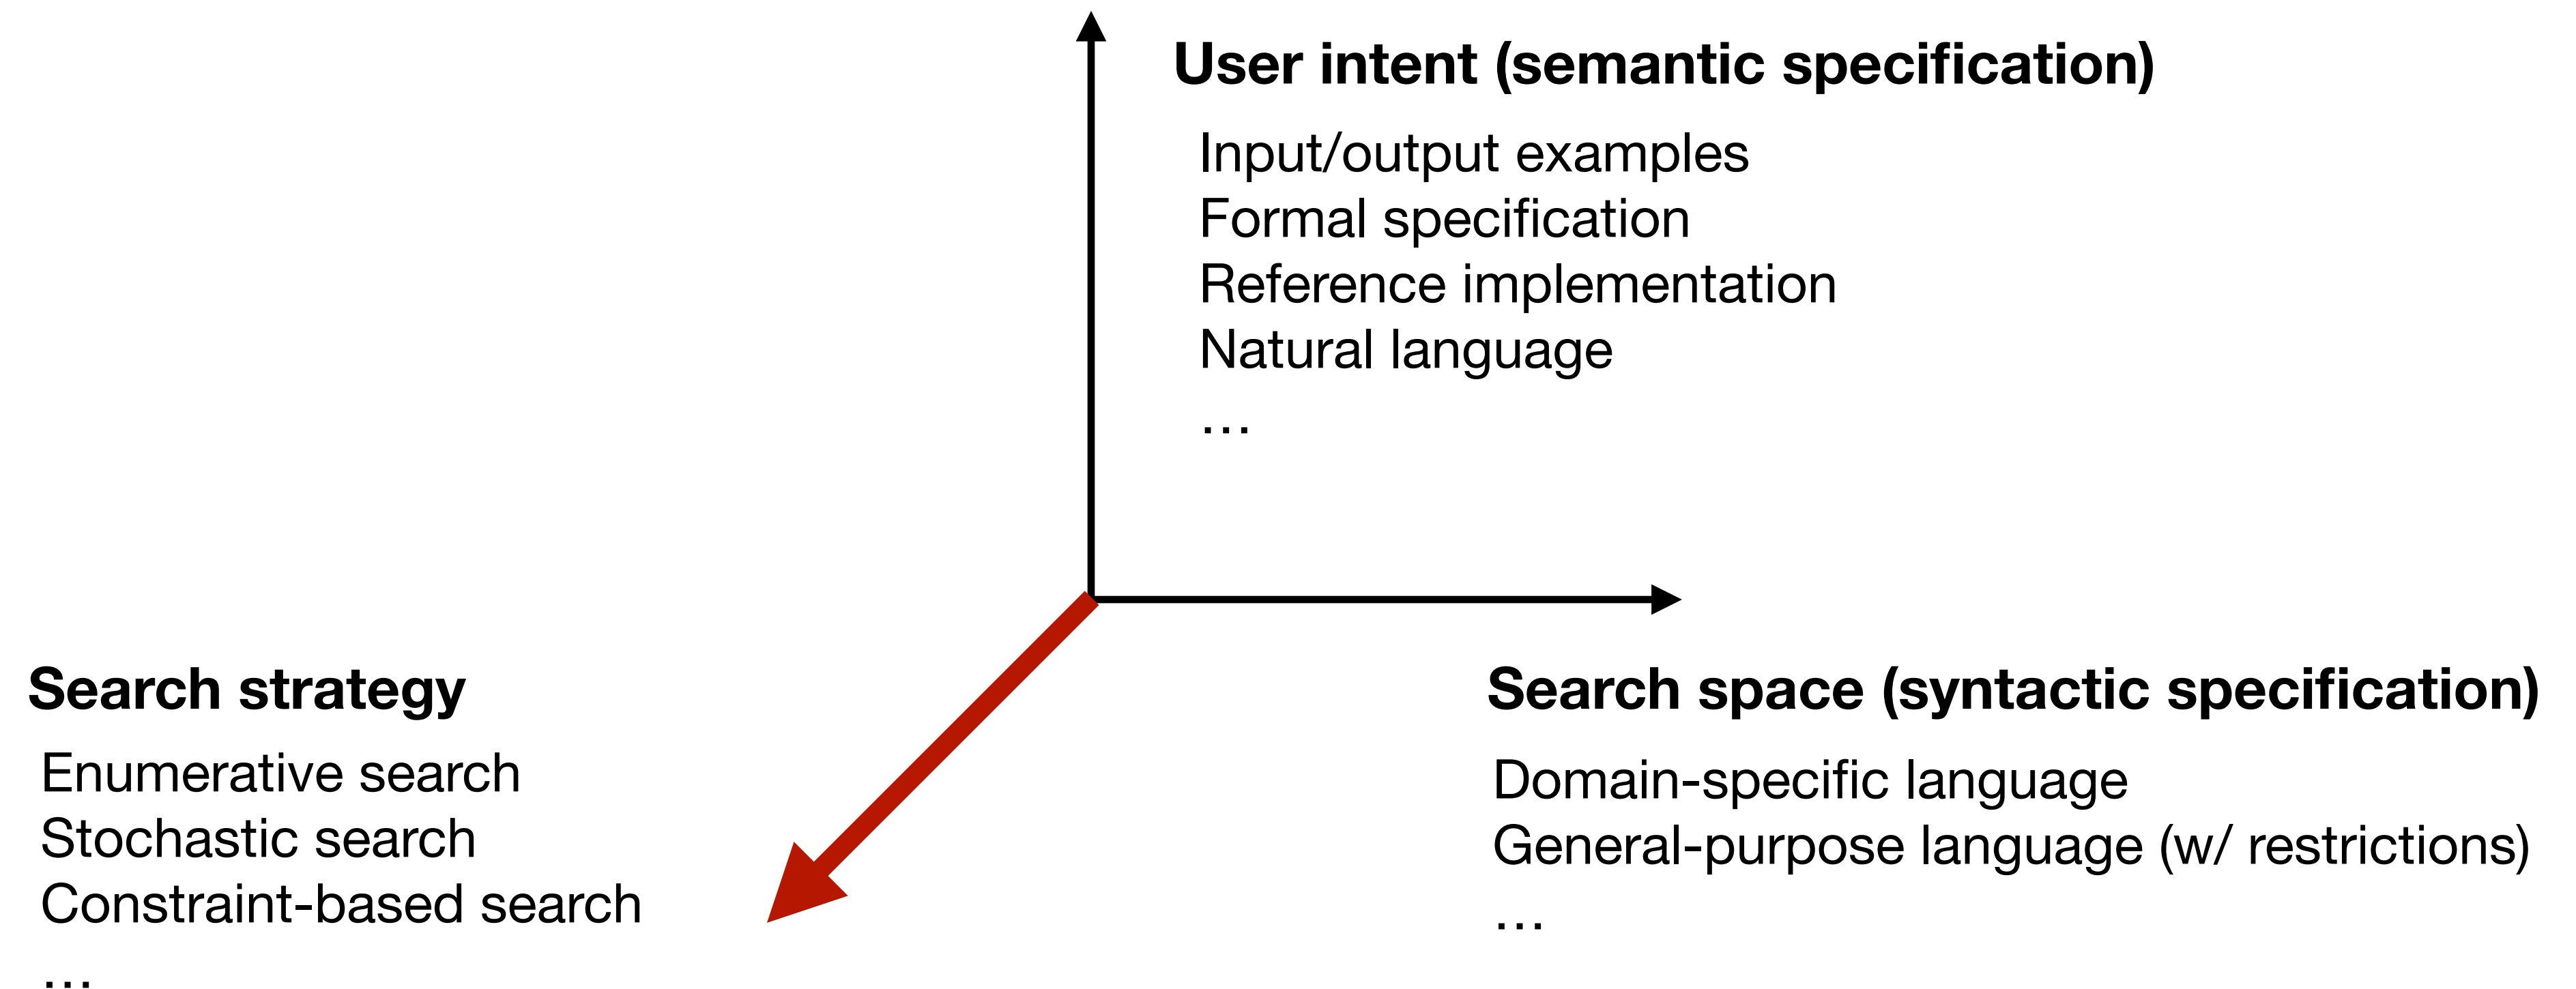 User intent (semantic specification)
Input/output examples
Formal specification
Reference implementation
Natural language
...
Search strategy
Enumerative search
Stochastic search
Constraint-based search
...
Search space (syntactic specification)
Domain-specific language
General-purpose language (w/ restrictions)
...